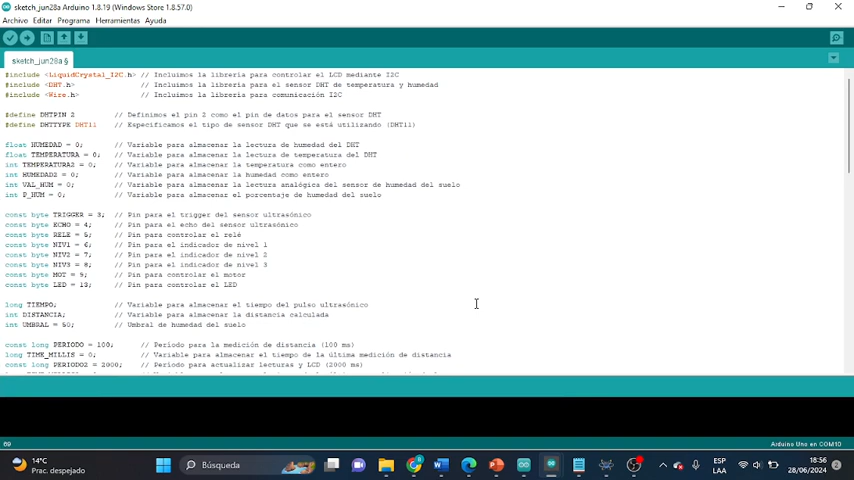 sketch_jun28a Arduino 1.8.19 (Windows Store 1.8.57.0)
Archivo Editar Programa Herramientas Ayuda
sketch_jun28a §
#include <LiquidCrystal_I2C.h> // Incluimos la librería para controlar el LCD mediante I2C
#include <DHT.h> // Incluimos la librería para el sensor DHT de temperatura y humedad
#include <Wire.h> // Incluimos la librería para comunicación I2C
#define DHTPIN 2 // Definimos el pin 2 como el pin de datos para el sensor DHT
#define DHTTYPE DHT11 // Especificamos el tipo de sensor DHT que se está utilizando (DHT11)
float HUMEDAD = 0; // Variable para almacenar la lectura de humedad del DHT
float TEMPERATURA = 0; // Variable para almacenar la lectura de temperatura del DHT
int TEMPERATURA2 = 0; // Variable para almacenar la temperatura como entero
int HUMEDAD2 = 0; // Variable para almacenar la humedad como entero
int VAL_HUM = 0; // Variable para almacenar la lectura analógica del sensor de humedad del suelo
int P_HUM = 0; // Variable para almacenar el porcentaje de humedad del suelo
const byte TRIGGER = 3; // Pin para el trigger del sensor ultrasónico
const byte ECHO = 4; // Pin para el echo del sensor ultrasónico
const byte RELE = 5; // Pin para controlar el relé
const byte NIV1 = 6; // Pin para el indicador de nivel 1
const byte NIV2 = 7; // Pin para el indicador de nivel 2
const byte NIV3 = 8; // Pin para el indicador de nivel 3
const byte MOT = 9; // Pin para controlar el motor
const byte LED = 13; // Pin para controlar el LED
long TIEMPO; // Variable para almacenar el tiempo del pulso ultrasónico
int DISTANCIA; // Variable para almacenar la distancia calculada
int UMBRAL = 50; // Umbral de humedad del suelo
const long PERIODO = 100; // Período para la medición de distancia (100 ms)
long TIME_MILLIS = 0; // Variable para almacenar el tiempo de la última medición de distancia
const long PERIODO2 = 2000; // Período para actualizar lecturas y LCD (2000 ms)
69
Arduino Uno en COM10
14°C
Prac. despejado
Búsqueda
8
ESP
LAA
18:56
28/06/2024
2